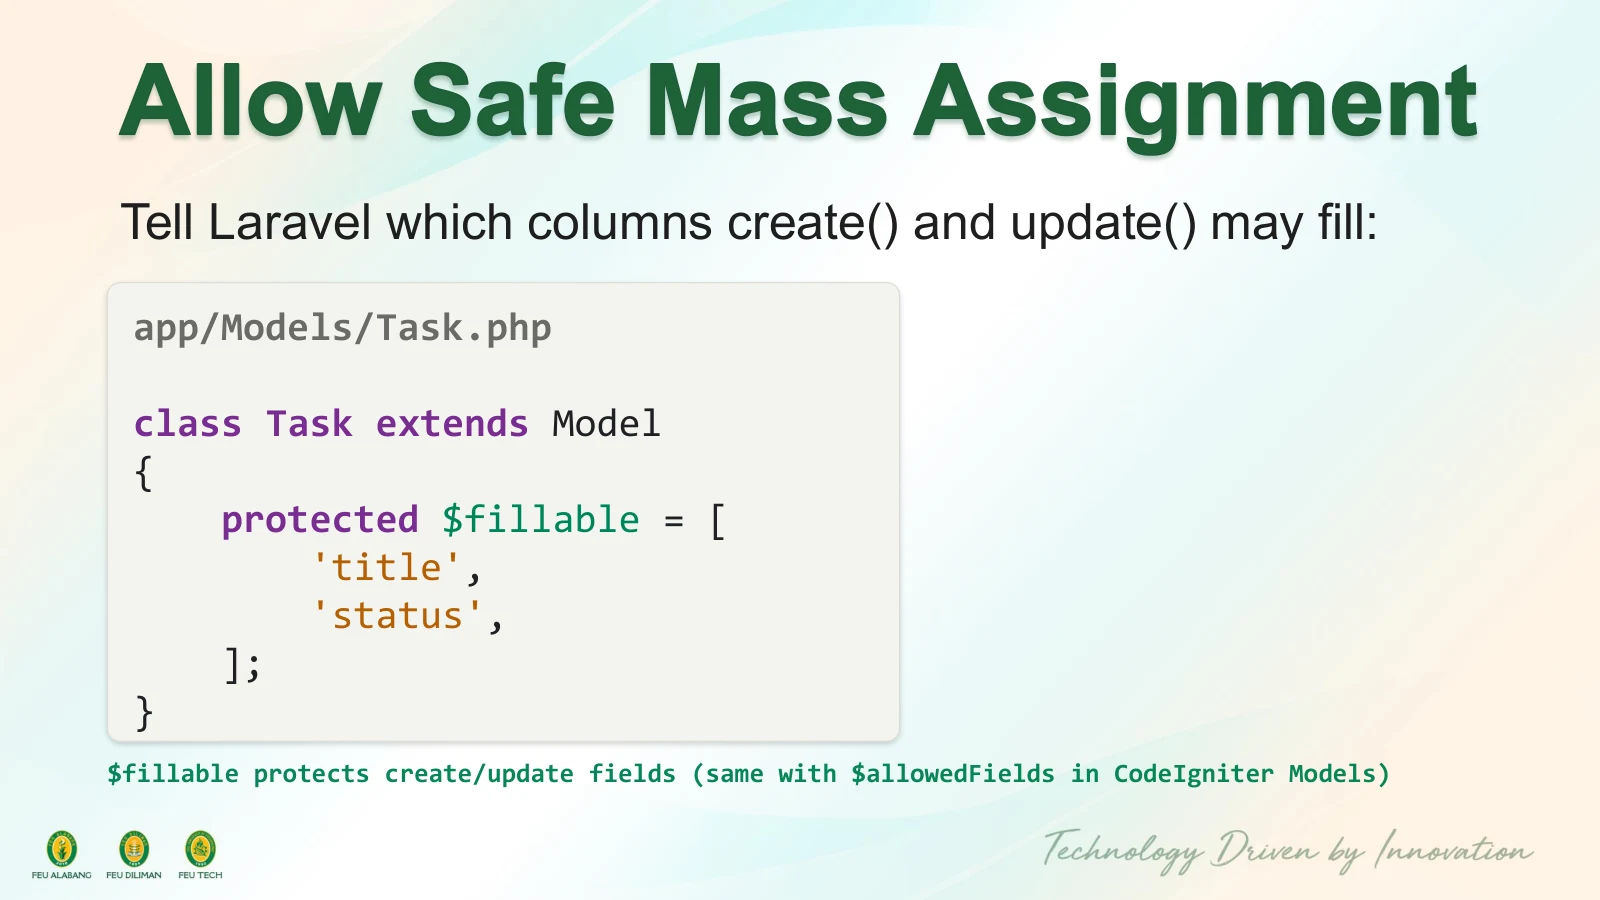 Allow Safe Mass Assignment
Tell Laravel which columns create() and update() may fill:
app/Models/Task.php
class Task extends Model
{
    protected $fillable = [
        'title',
        'status',
    ];
}
$fillable protects create/update fields (same with $allowedFields in CodeIgniter Models)
FEU ALABANG FEU DILIMAN FEU TECH
Technology Driven by Innovation